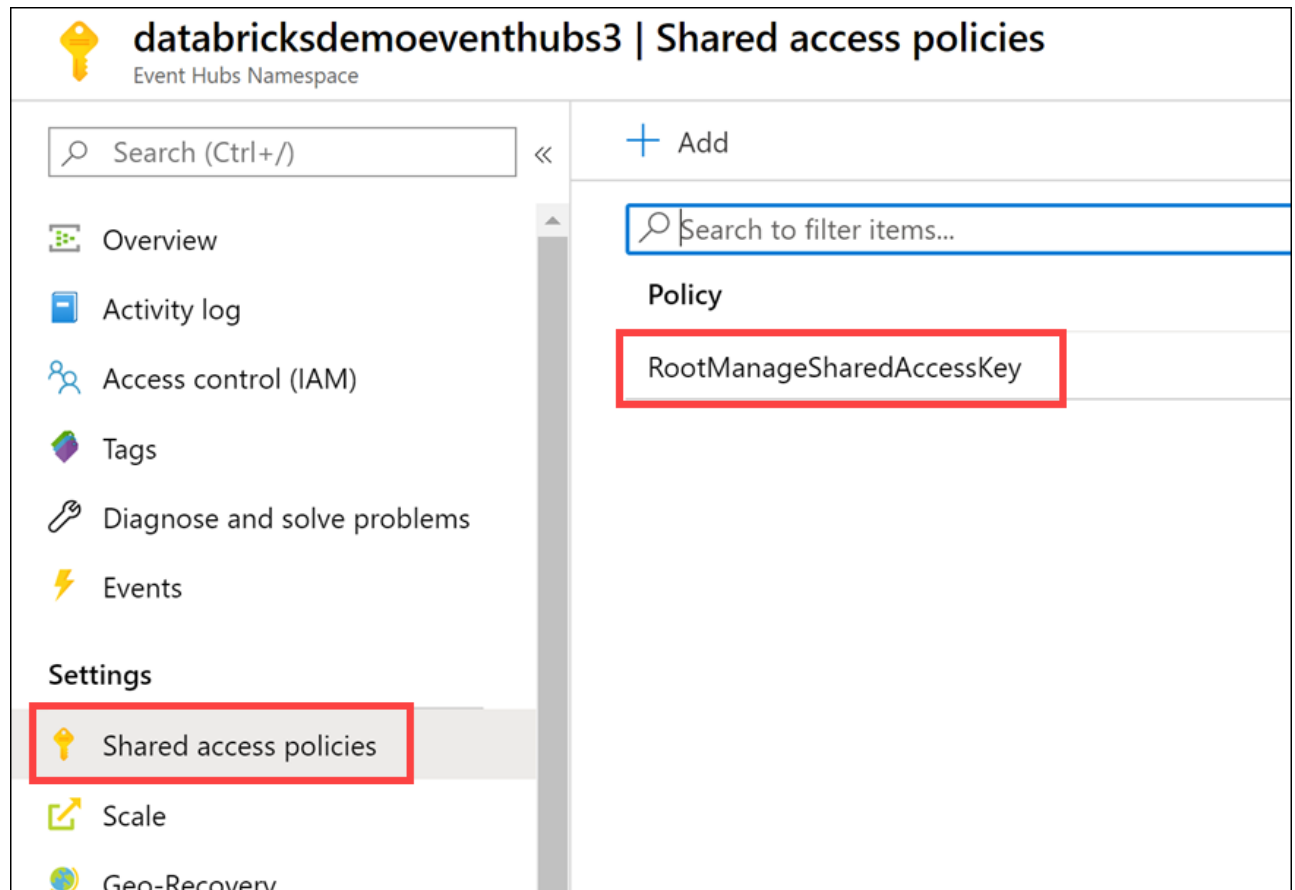 databricksdemoeventhubs3 | Shared access policies
Event Hubs Namespace
Search (Ctrl+/)
Overview
Activity log
Access control (IAM)
Tags
Diagnose and solve problems
Events
Settings
Shared access policies
Scale
Geo-Recovery
Add
Search to filter items...
Policy
RootManageSharedAccessKey